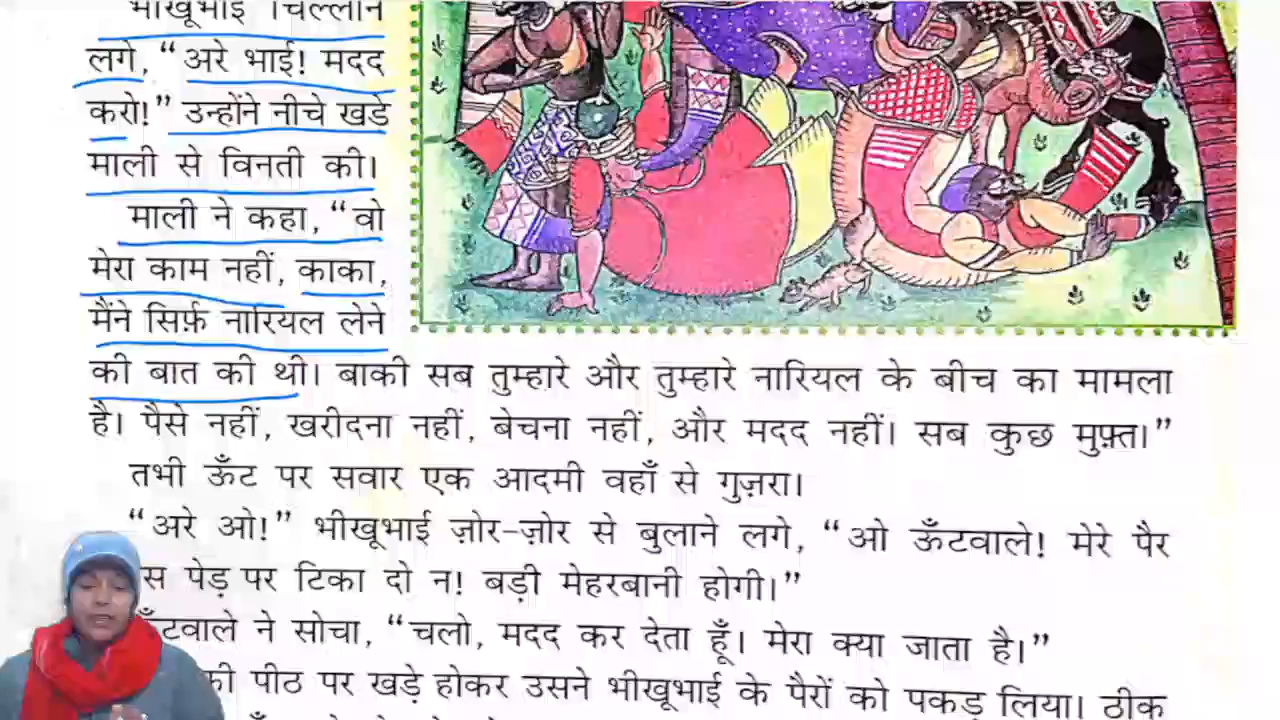 भीखूभाई चिल्लाने
लगे, “अरे भाई! मदद
करो!” उन्होंने नीचे खड़े
माली से विनती की।
माली ने कहा, “वो
मेरा काम नहीं, काका,
मैंने सिर्फ़ नारियल लेने
की बात की थी। बाकी सब तुम्हारे और तुम्हारे नारियल के बीच का मामला
है। पैसे नहीं, खरीदना नहीं, बेचना नहीं, और मदद नहीं। सब कुछ मुफ़्त।”
तभी ऊँट पर सवार एक आदमी वहाँ से गुज़रा।
“अरे ओ!” भीखूभाई ज़ोर-ज़ोर से बुलाने लगे, “ओ ऊँटवाले! मेरे पैर
पेड़ पर टिका दो न! बड़ी मेहरबानी होगी।”
ने सोचा, “चलो, मदद कर देता हूँ। मेरा क्या जाता है।”
की पीठ पर खड़े होकर उसने भीखूभाई के पैरों को पकड़ लिया। ठीक